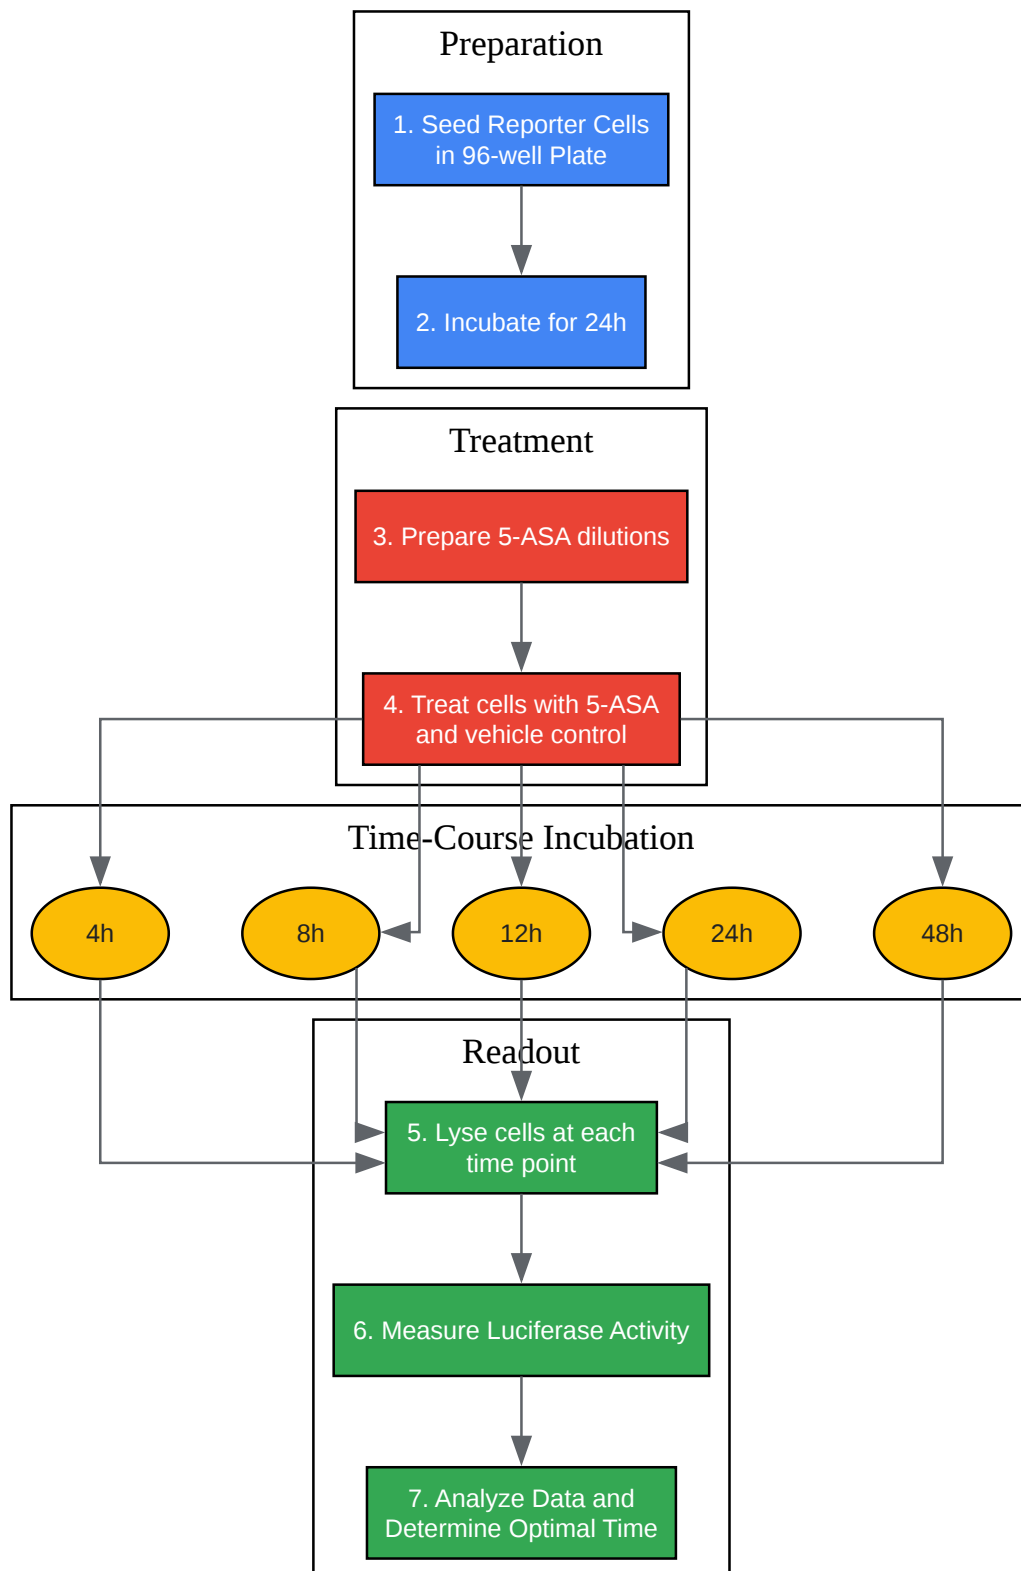 Preparation
1. Seed Reporter Cells
in 96-well Plate
2. Incubate for 24h
Treatment
3. Prepare 5-ASA dilutions
4. Treat cells with 5-ASA
and vehicle control
Time-Course Incubation
4h
8h
12h
24h
48h
Readout
5. Lyse cells at each
time point
6. Measure Luciferase Activity
7. Analyze Data and
Determine Optimal Time